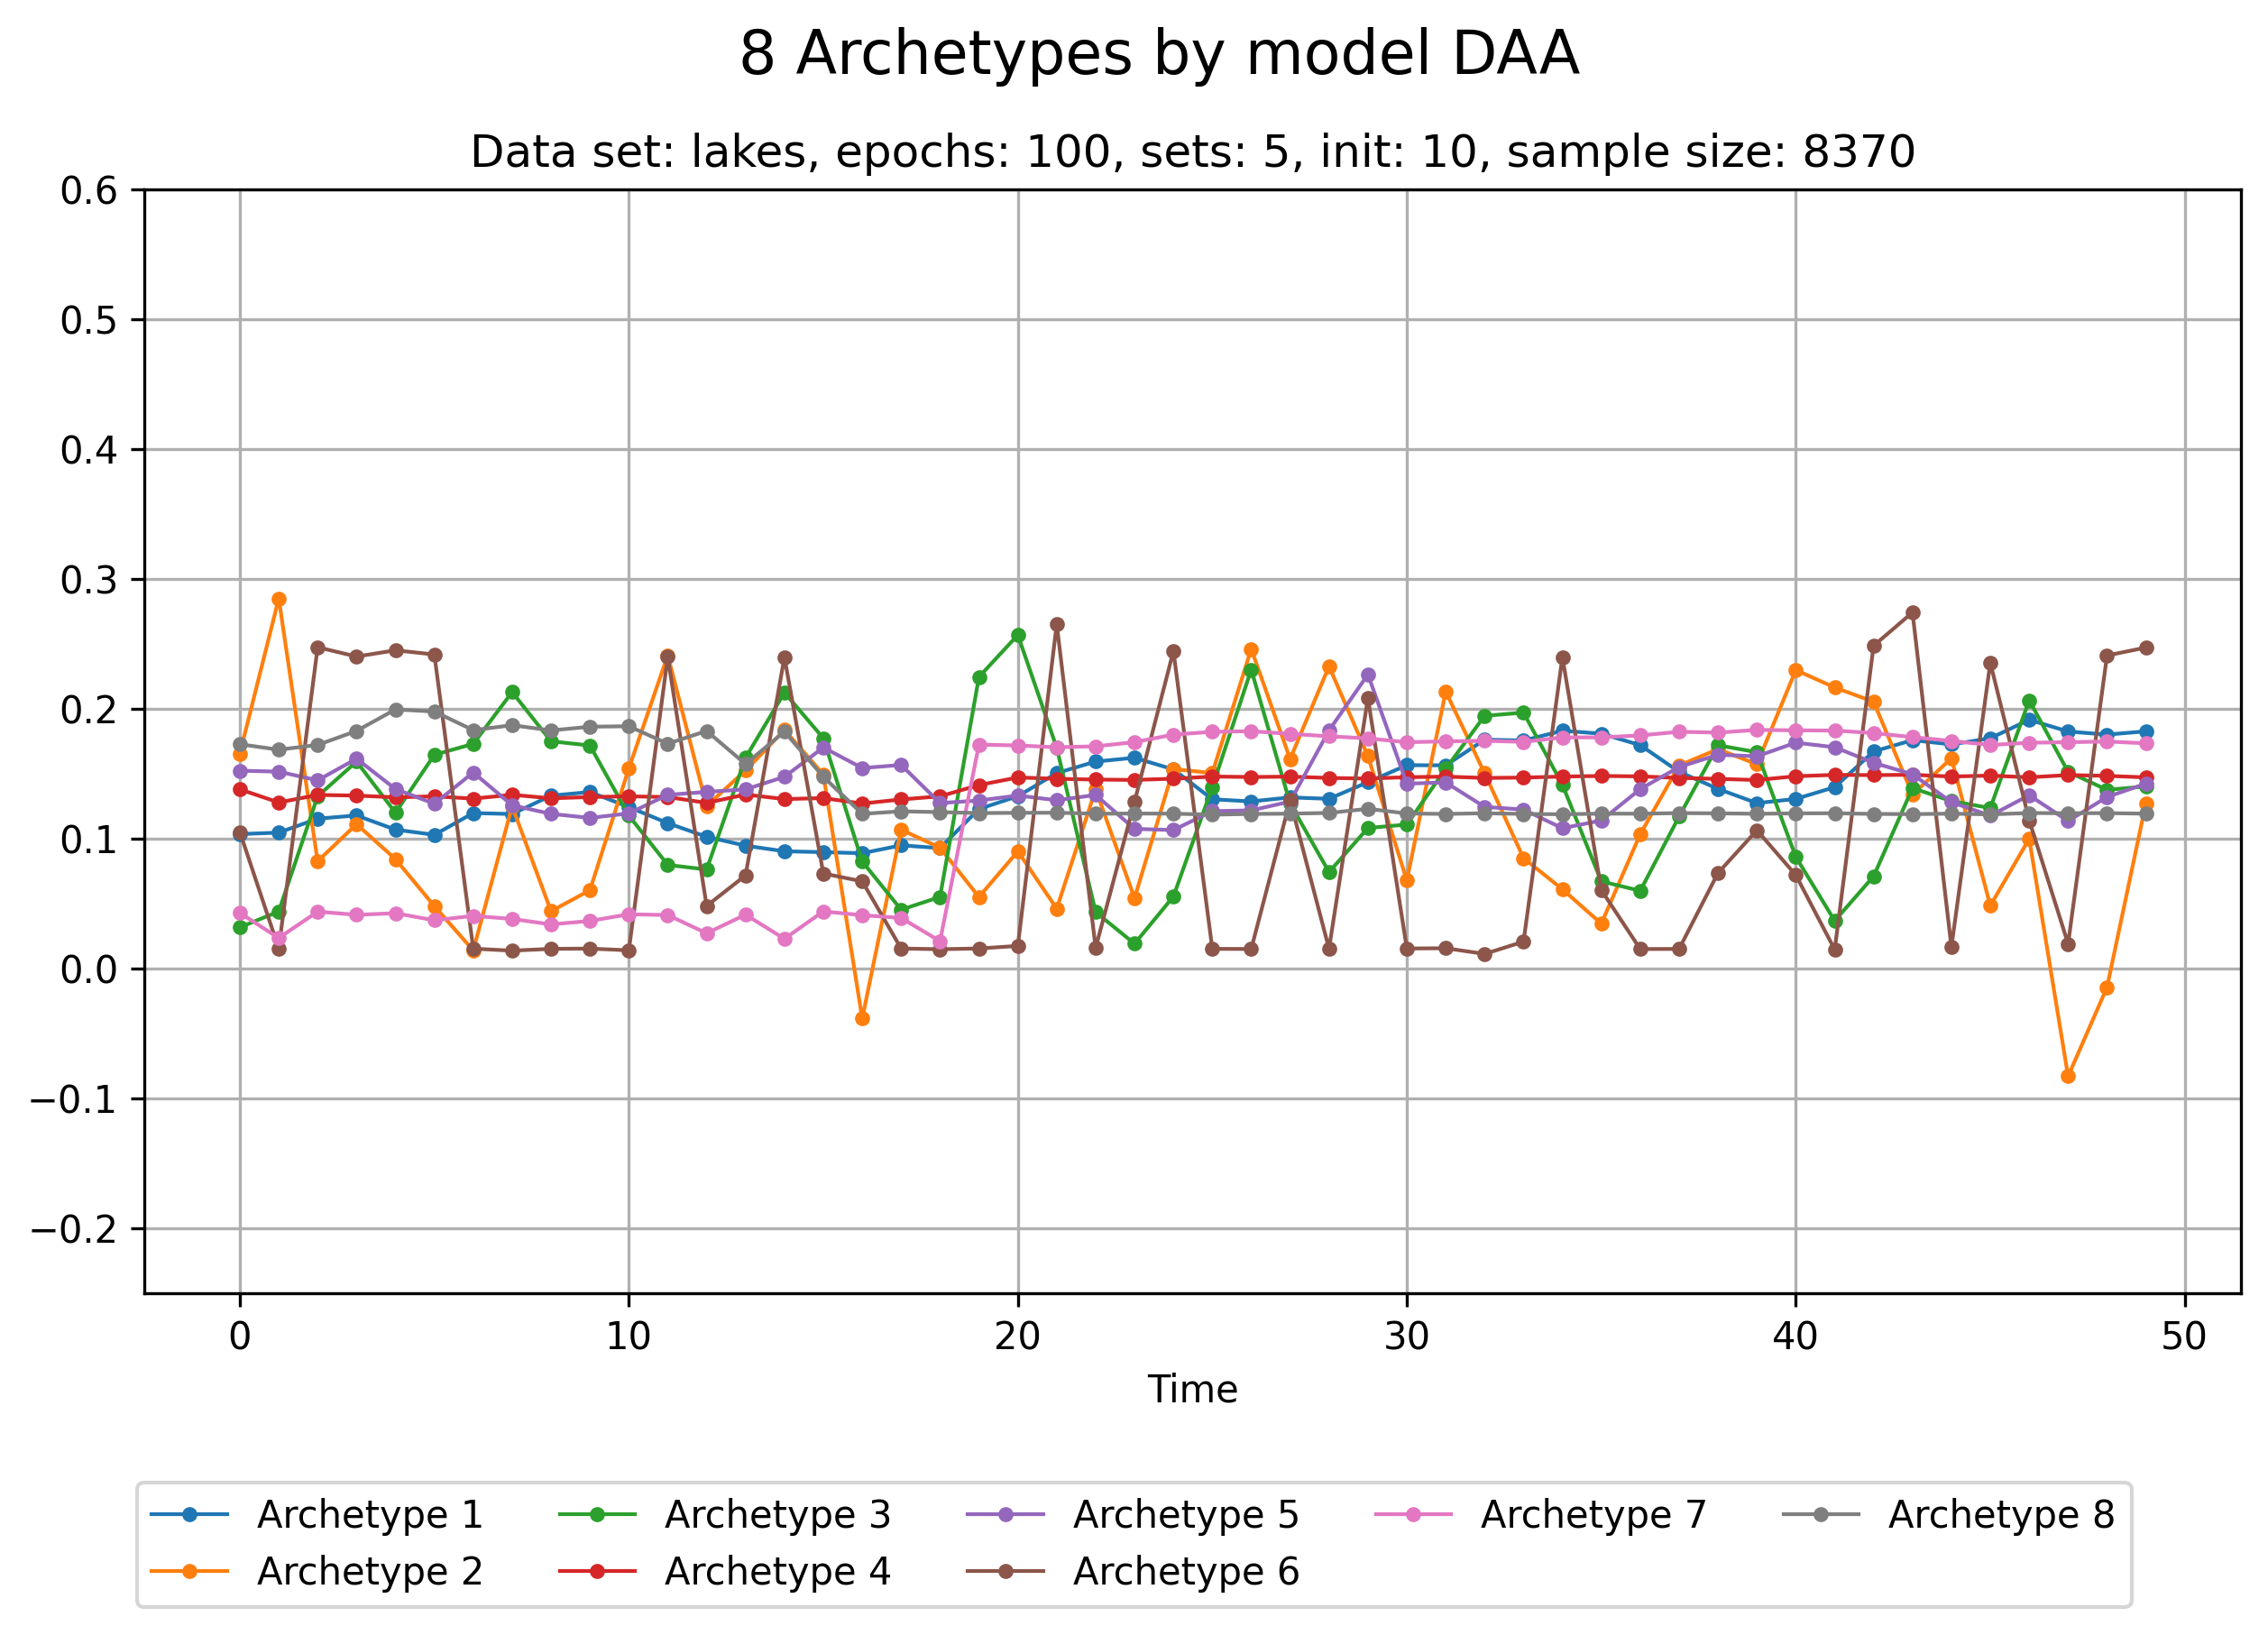 8 Archetypes by model DAA
Data set: lakes, epochs: 100, sets: 5, init: 10, sample size: 8370
0.6
0.5
0.4
0.3
0.2
0.1
0.0
−0.1
−0.2
0 10 20 30 40 50
Time
Archetype 1 Archetype 3 Archetype 5 Archetype 7 Archetype 8
Archetype 2 Archetype 4 Archetype 6